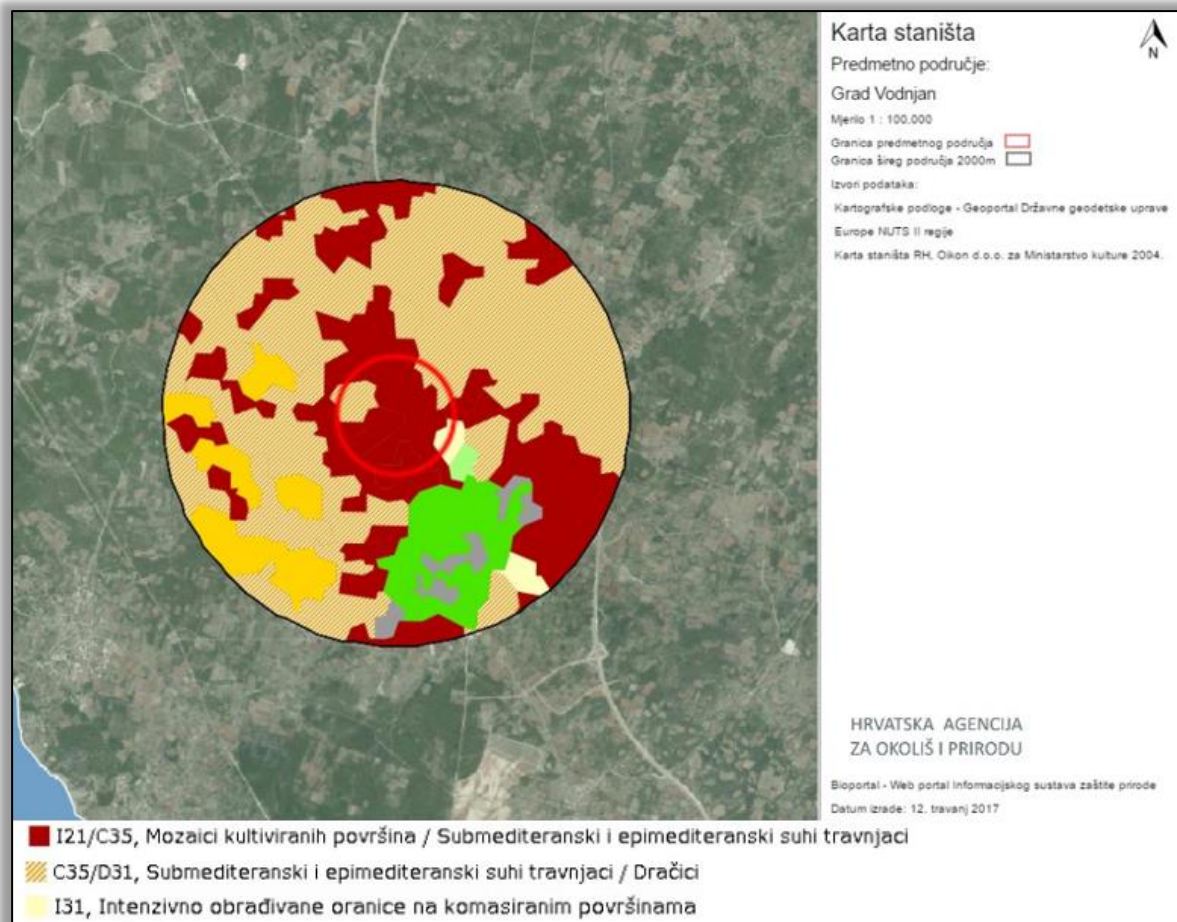 Karta staništa
N
Predmetno područje:
Grad Vodnjan
Mjerilo 1 : 100.000
Granica predmetnog područja
Granica šireg područja 2000m
Izvori podataka:
Kartografske podloge - Geoportal Državne geodetske uprave
Europe NUTS II regije
Karta staništa RH, Oikon d.o.o. za Ministarstvo kulture 2004.
HRVATSKA AGENCIJA
ZA OKOLIŠ I PRIRODU
Bioportal - Web portal Informacijskog sustava zaštite prirode
Datum izrade: 12. travanj 2017
I21/C35, Mozaici kultiviranih površina / Submediteranski i epimediteranski suhi travnjaci
C35/D31, Submediteranski i epimediteranski suhi travnjaci / Dračici
I31, Intenzivno obrađivane oranice na komasiranim površinama